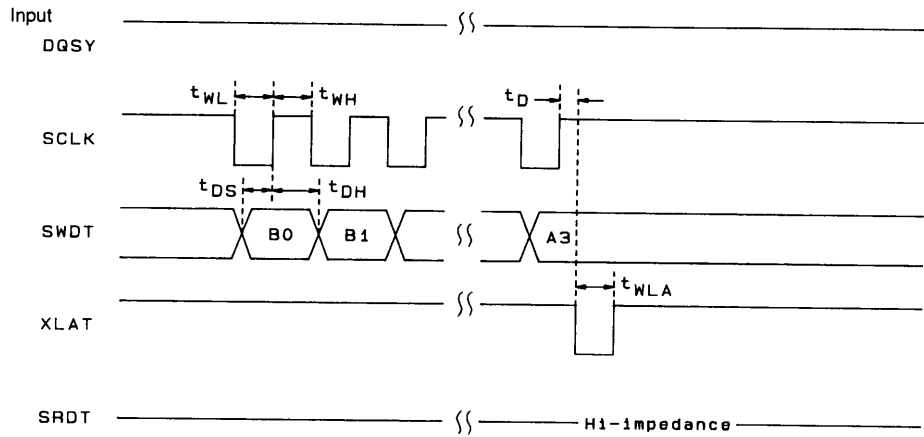 Input
DQSY
tWL
tWH
tD
SCLK
tDS
tDH
SWDT
B0
B1
A3
tWLA
XLAT
SRDT
Hi-impedance